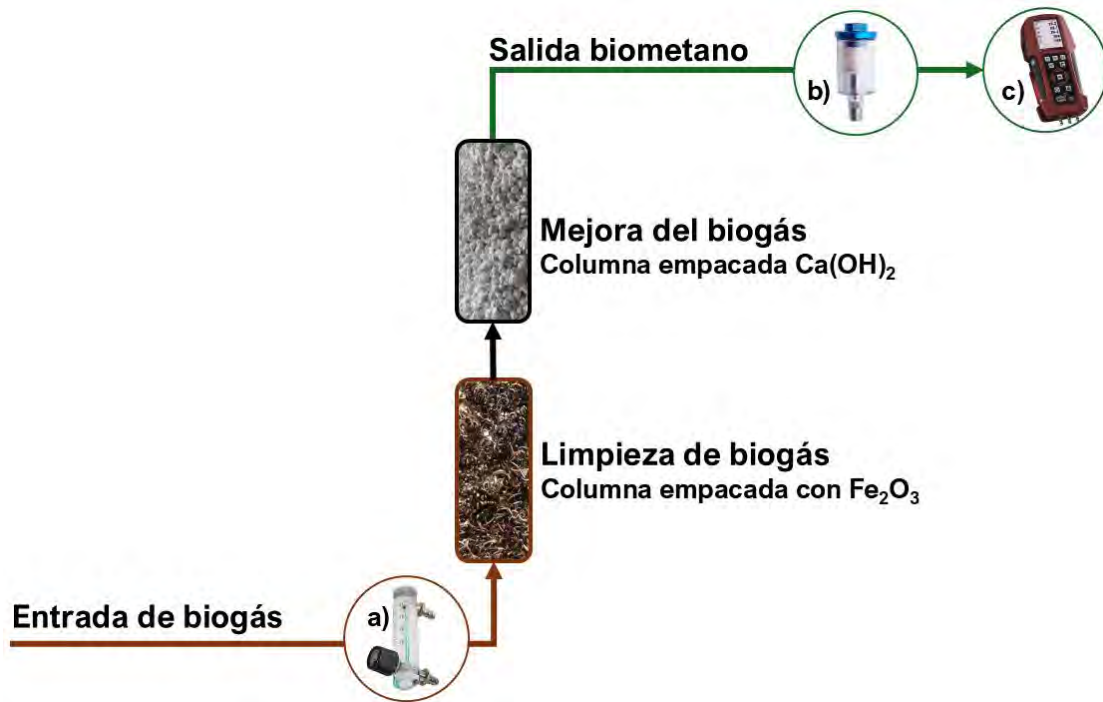 Salida biometano
b)
c)
Mejora del biogás
Columna empacada Ca(OH)₂
Limpieza de biogás
Columna empacada con Fe₂O₃
Entrada de biogás
a)